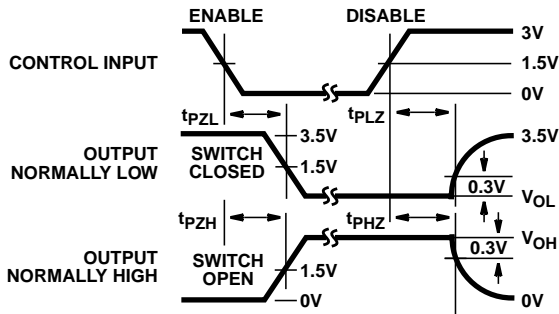 ENABLE DISABLE
CONTROL INPUT
3V
1.5V
0V
tPZL
tPLZ
OUTPUT
NORMALLY LOW
SWITCH
CLOSED
3.5V
1.5V
3.5V
0.3V
VOL
tPZH
tPHZ
OUTPUT
NORMALLY HIGH
SWITCH
OPEN
1.5V
0V
VOH
0.3V
0V